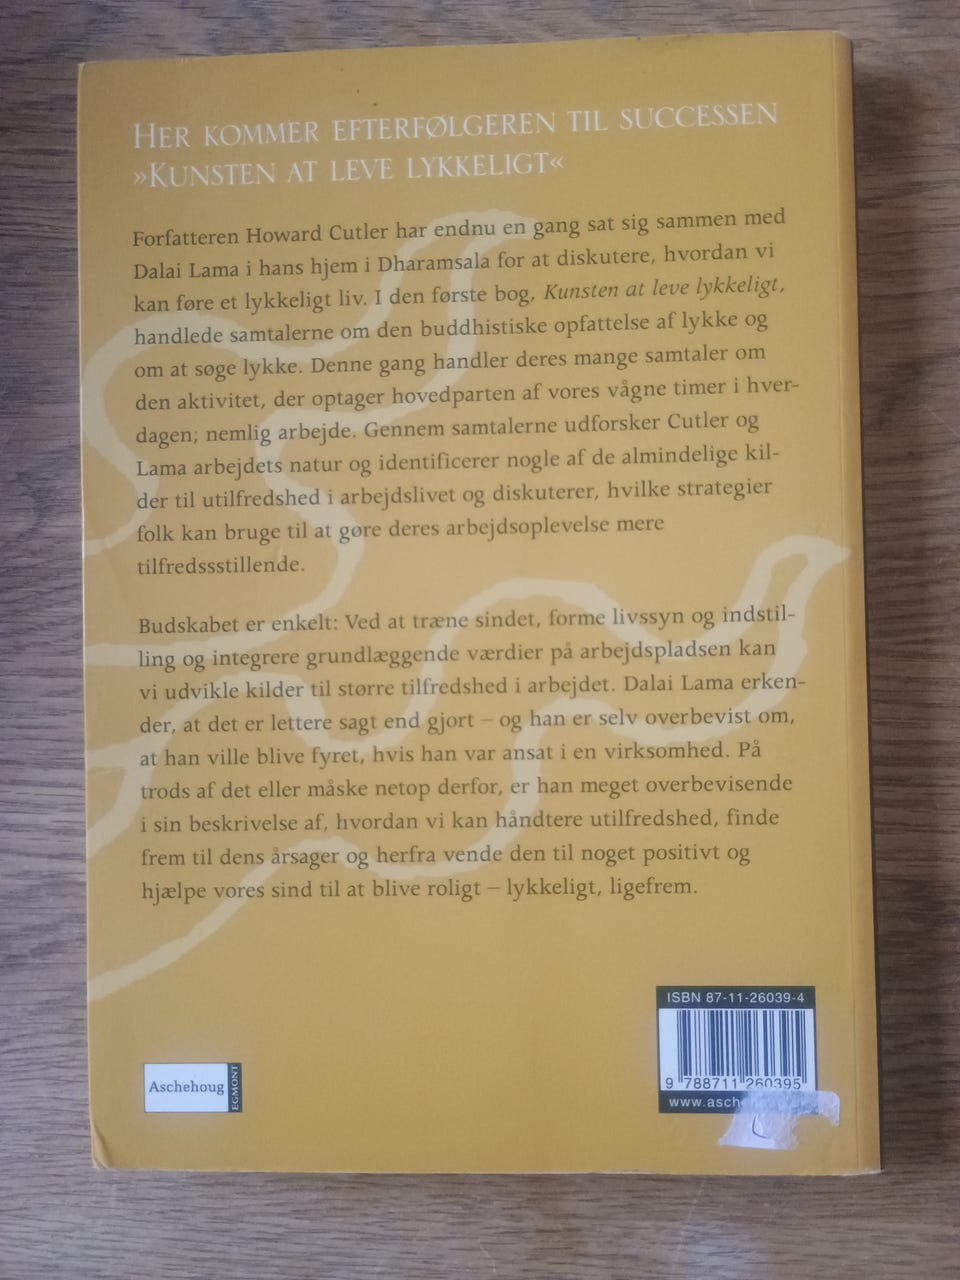 HER KOMMER EFTERFØLGEREN TIL SUCCESSEN
»KUNSTEN AT LEVE LYKKELIGT«
Forfatteren Howard Cutler har endnu en gang sat sig sammen med
Dalai Lama i hans hjem i Dharamsala for at diskutere, hvordan vi
kan føre et lykkeligt liv. I den første bog, Kunsten at leve lykkeligt,
handlede samtalerne om den buddhistiske opfattelse af lykke og
om at søge lykke. Denne gang handler deres mange samtaler om
den aktivitet, der optager hovedparten af vores vågne timer i hver-
dagen; nemlig arbejde. Gennem samtalerne udforsker Cutler og
Lama arbejdets natur og identificerer nogle af de almindelige kil-
der til utilfredshed i arbejdslivet og diskuterer, hvilke strategier
folk kan bruge til at gøre deres arbejdsoplevelse mere
tilfredssstillende.
Budskabet er enkelt: Ved at træne sindet, forme livssyn og indstil-
ling og integrere grundlæggende værdier på arbejdspladsen kan
vi udvikle kilder til større tilfredshed i arbejdet. Dalai Lama erken-
der, at det er lettere sagt end gjort – og han er selv overbevist om,
at han ville blive fyret, hvis han var ansat i en virksomhed. På
trods af det eller måske netop derfor, er han meget overbevisende
i sin beskrivelse af, hvordan vi kan håndtere utilfredshed, finde
frem til dens årsager og herfra vende den til noget positivt og
hjælpe vores sind til at blive roligt – lykkeligt, ligefrem.
ISBN 87-11-26039-4
9 788711 260395
www.asch
Aschehoug
EGMONT